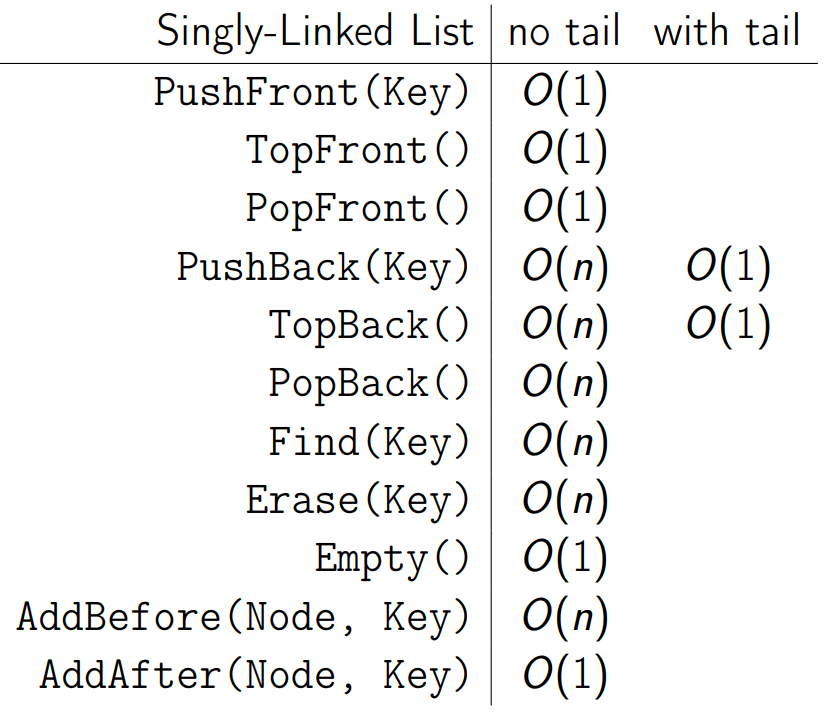 Singly-Linked List no tail with tail
PushFront(Key) O(1)
TopFront() O(1)
PopFront() O(1)
PushBack(Key) O(n) O(1)
TopBack() O(n) O(1)
PopBack() O(n)
Find(Key) O(n)
Erase(Key) O(n)
Empty() O(1)
AddBefore(Node, Key) O(n)
AddAfter(Node, Key) O(1)